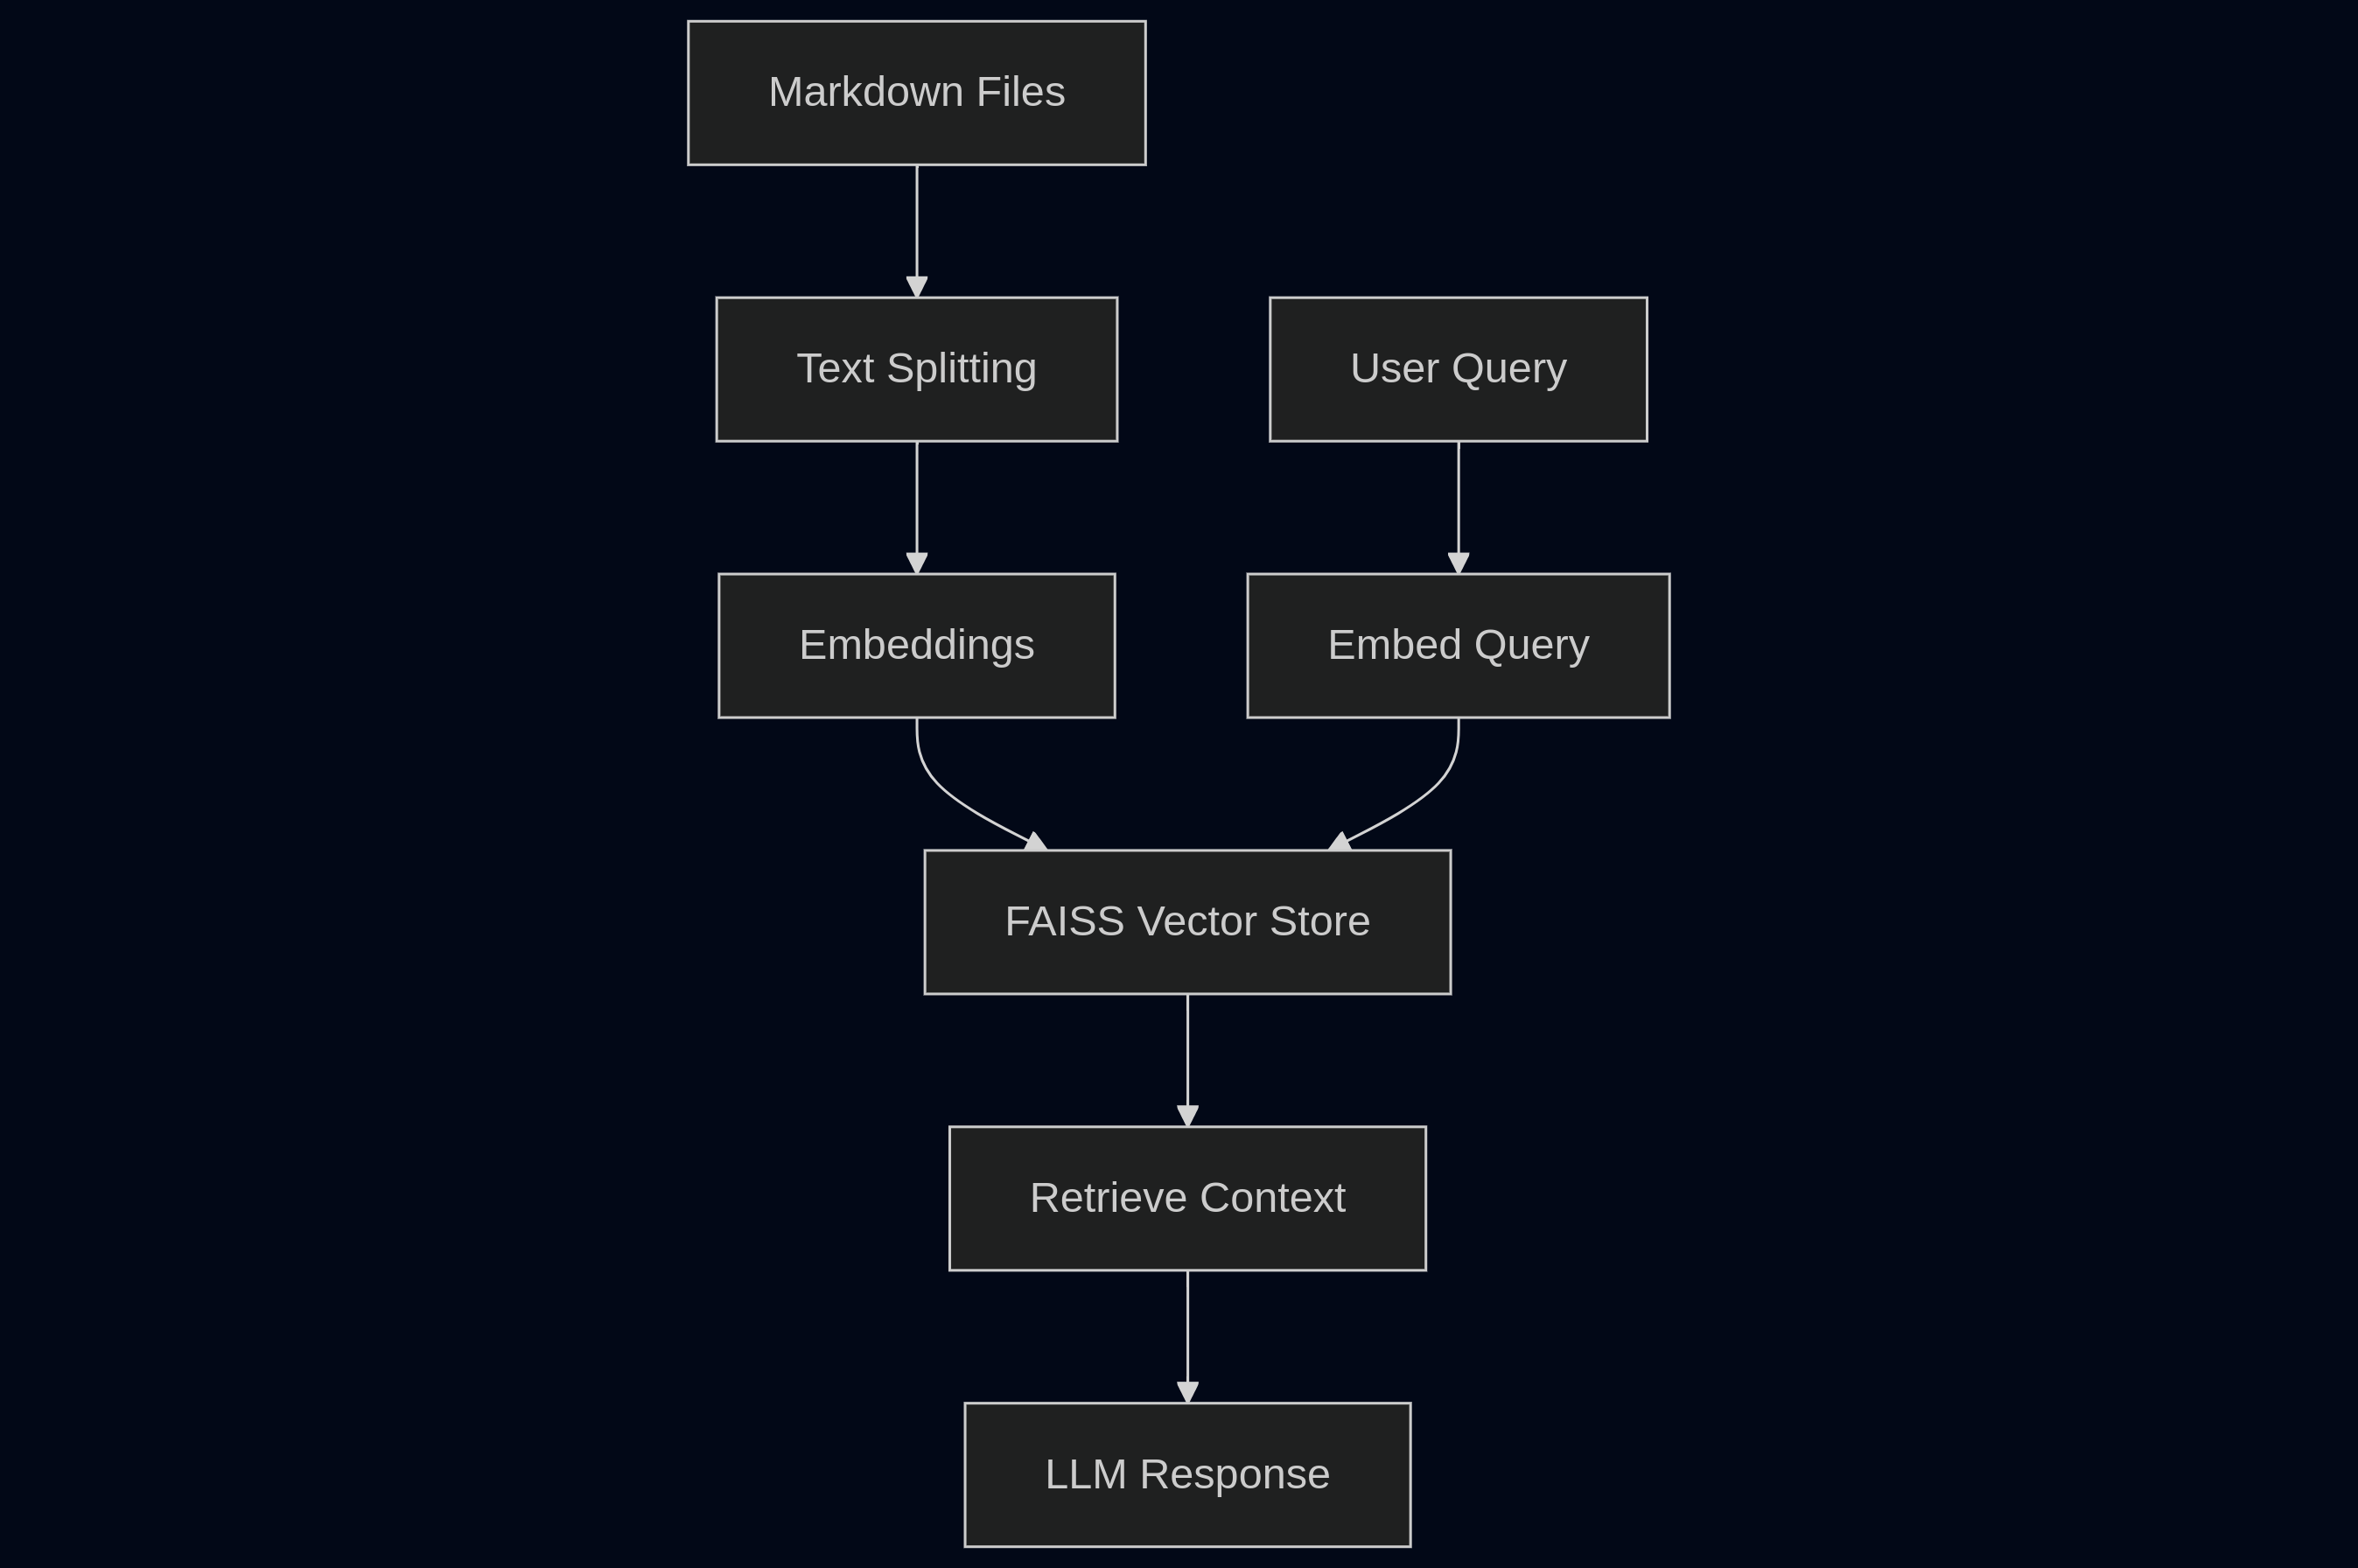 Markdown Files
Text Splitting
User Query
Embeddings
Embed Query
FAISS Vector Store
Retrieve Context
LLM Response